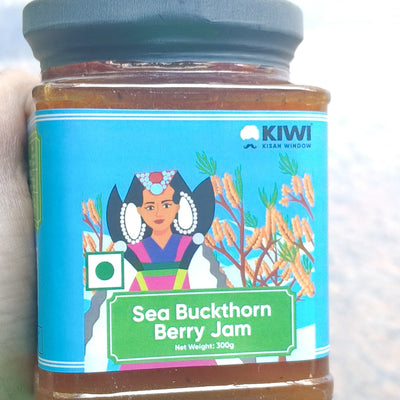 KIWI
KISAN WINDOW
Sea Buckthorn
Berry Jam
Net Weight: 300g